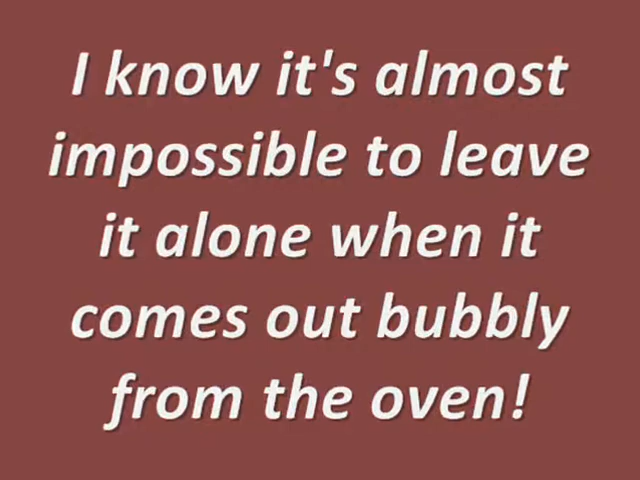 I know it's almost
impossible to leave
it alone when it
comes out bubbly
from the oven!